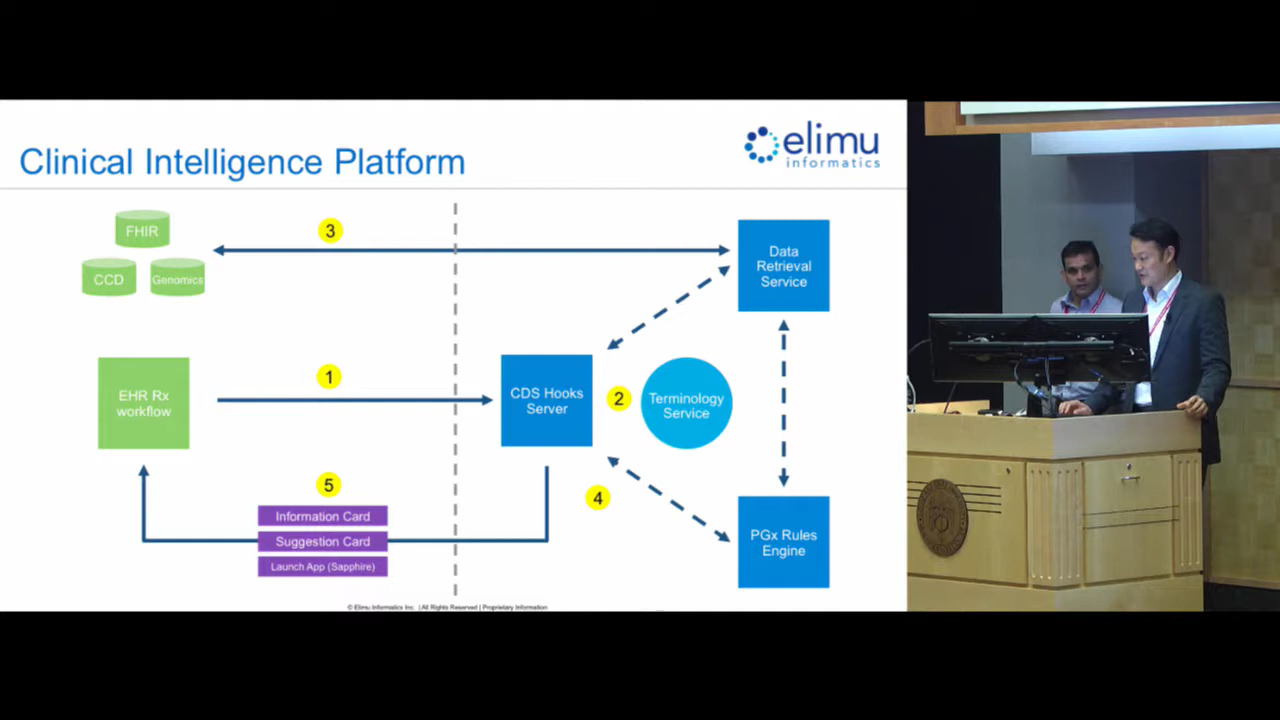 Clinical Intelligence Platform
elimu
informatics
FHIR
CCD
Genomics
3
Data
Retrieval
Service
EHR Rx
workflow
1
CDS Hooks
Server
2
Terminology
Service
5
Information Card
Suggestion Card
Launch App (Sapphire)
4
PGx Rules
Engine
© Elimu Informatics Inc. | All Rights Reserved | Proprietary Information